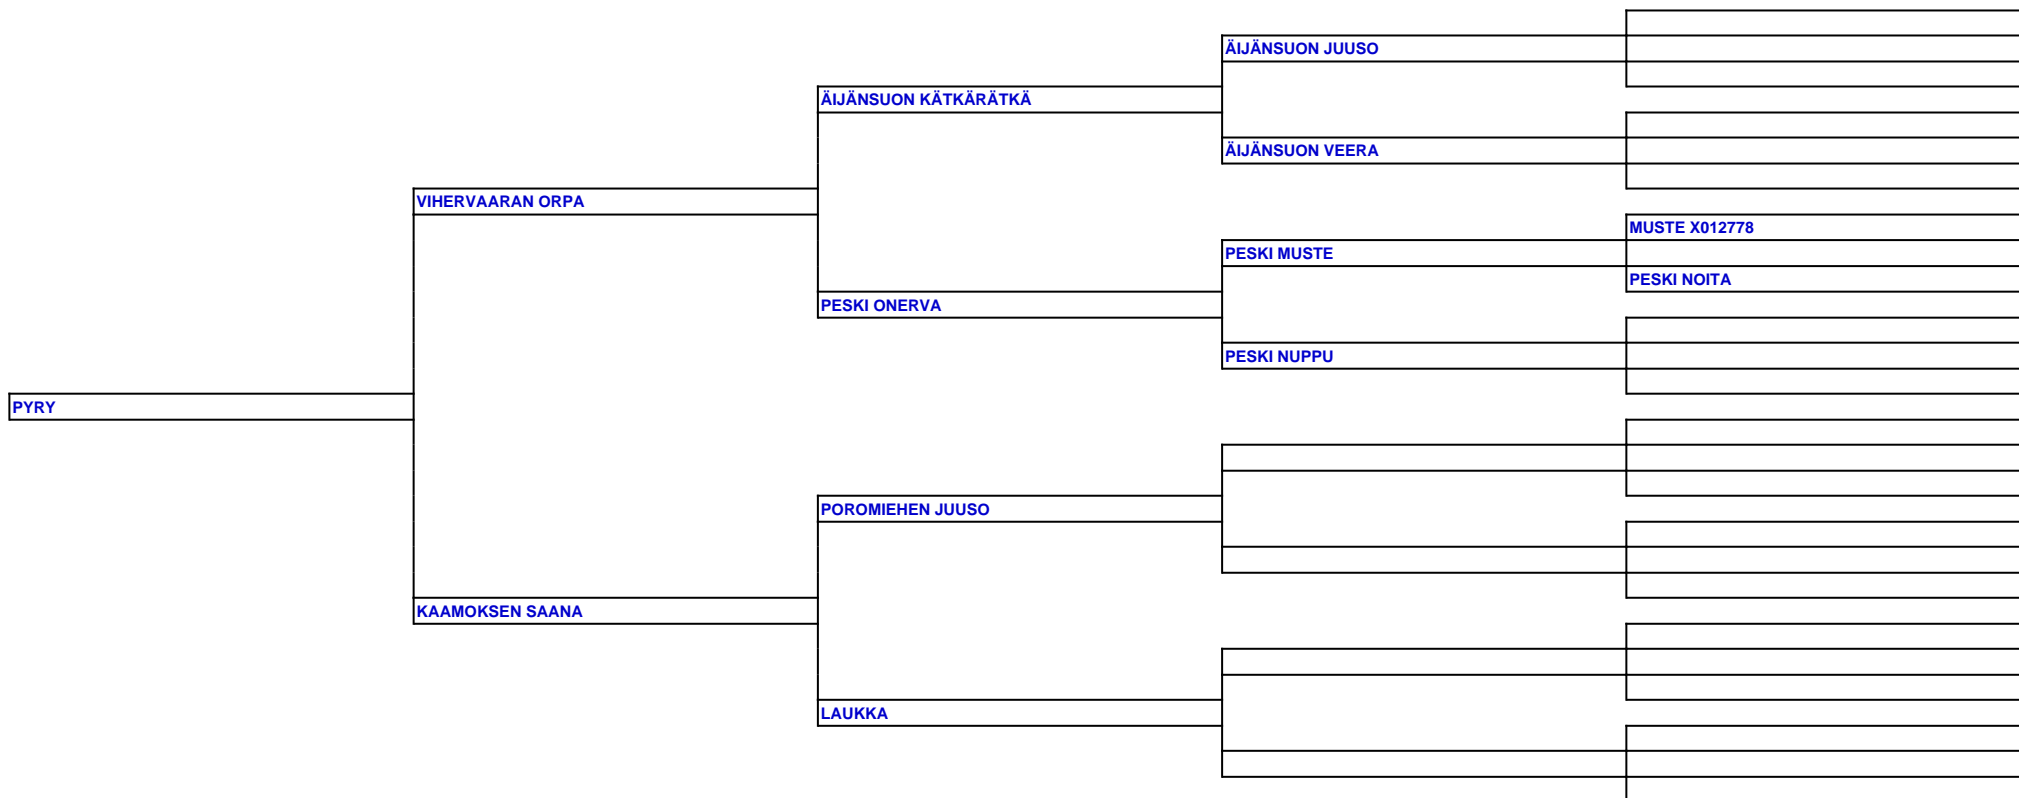 ÄIJÄNSUON JUUSO
ÄIJÄNSUON KÄTKÄRÄTKÄ
ÄIJÄNSUON VEERA
VIHERVAARAN ORPA
MUSTE X012778
PESKI MUSTE
PESKI NOITA
PESKI ONERVA
PESKI NUPPU
PYRY
POROMIEHEN JUUSO
KAAMOKSEN SAANA
LAUKKA